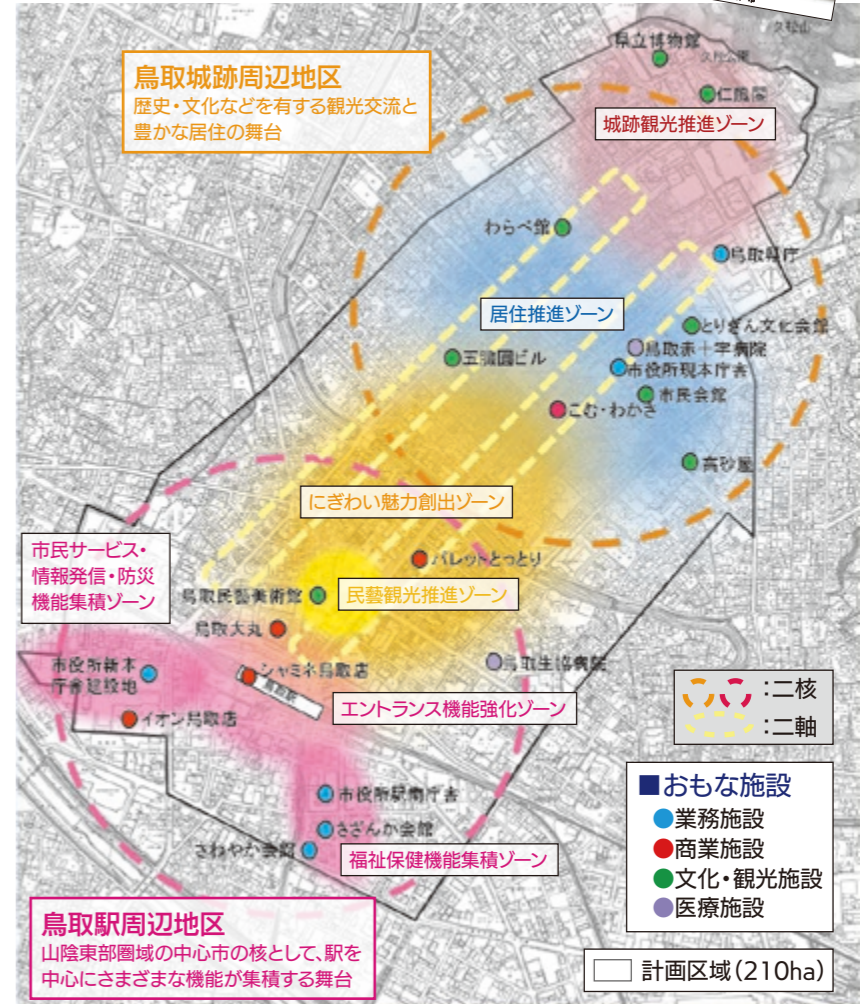 久松山
県立博物館
久松公園
仁風閣
鳥取城跡周辺地区
歴史・文化などを有する観光交流と
豊かな居住の舞台
城跡観光推進ゾーン
わらべ館
鳥取県庁
居住推進ゾーン
とりぎん文化会館
鳥取赤十字病院
五臓圓ビル
市役所現本庁舎
市民会館
こむ・わかさ
高砂屋
にぎわい魅力創出ゾーン
市民サービス・
情報発信・防災
機能集積ゾーン
パレットとっとり
鳥取民藝美術館
民藝観光推進ゾーン
鳥取大丸
市役所新本
庁舎建設地
シャミネ鳥取店
鳥取駅
鳥取生協病院
イオン鳥取店
エントランス機能強化ゾーン
:二核
:二軸
市役所駅南庁舎
さざんか会館
さわやか会館
福祉保健機能集積ゾーン
■おもな施設
●業務施設
●商業施設
●文化・観光施設
●医療施設
鳥取駅周辺地区
山陰東部圏域の中心市の核として、駅を
中心にさまざまな機能が集積する舞台
計画区域(210ha)